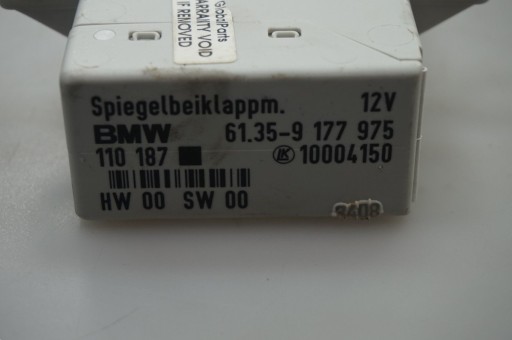 GlobalParts
WARRANTY VOID
IF REMOVED
Spiegelbeiklappm. 12V
BMW 61.35-9 177 975
110 187 LK 10004150
HW 00 SW 00
8408